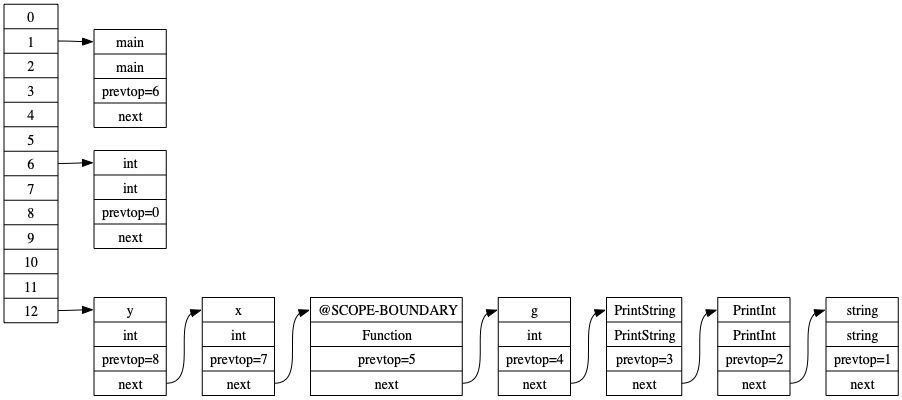 0
1
2
3
4
5
6
7
8
9
10
11
12
main
main
prevtop=6
next
int
int
prevtop=0
next
y
int
prevtop=8
next
x
int
prevtop=7
next
@SCOPE-BOUNDARY
Function
prevtop=5
next
g
int
prevtop=4
next
PrintString
PrintString
prevtop=3
next
PrintInt
PrintInt
prevtop=2
next
string
string
prevtop=1
next